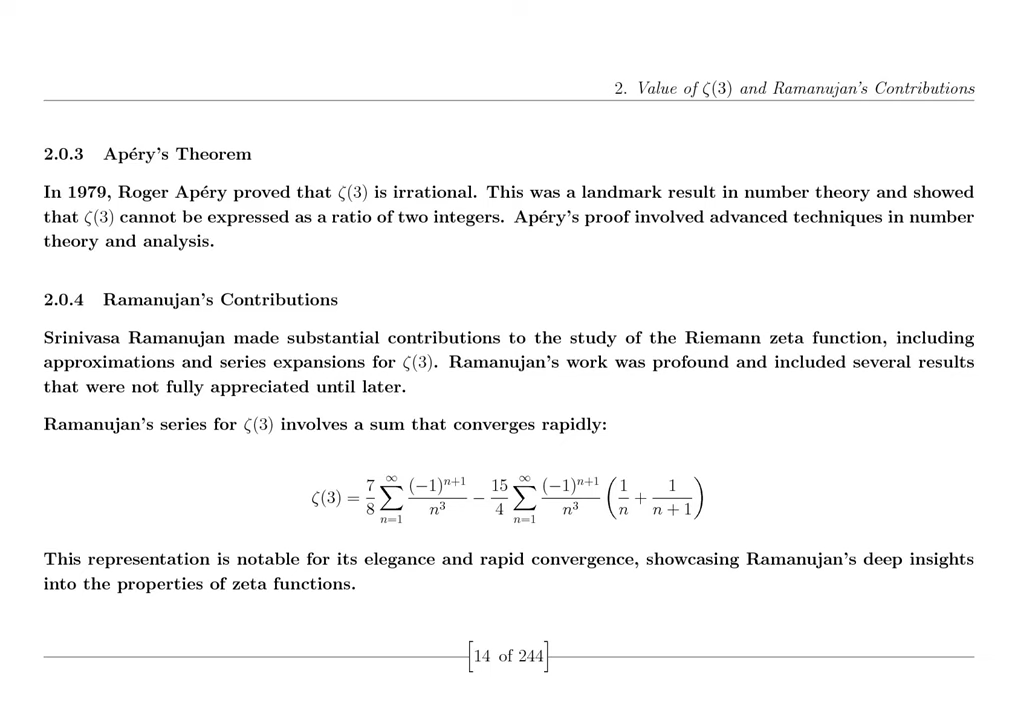 2. Value of ζ(3) and Ramanujan's Contributions
2.0.3 Apéry's Theorem
In 1979, Roger Apéry proved that ζ(3) is irrational. This was a landmark result in number theory and showed
that ζ(3) cannot be expressed as a ratio of two integers. Apéry's proof involved advanced techniques in number
theory and analysis.
2.0.4 Ramanujan's Contributions
Srinivasa Ramanujan made substantial contributions to the study of the Riemann zeta function, including
approximations and series expansions for ζ(3). Ramanujan's work was profound and included several results
that were not fully appreciated until later.
Ramanujan's series for ζ(3) involves a sum that converges rapidly:
ζ(3) = 7/8 ∑_{n=1}^{∞} (−1)^{n+1}/n^3 − 15/4 ∑_{n=1}^{∞} (−1)^{n+1}/n^3 (1/n + 1/(n+1))
This representation is notable for its elegance and rapid convergence, showcasing Ramanujan's deep insights
into the properties of zeta functions.
[14 of 244]